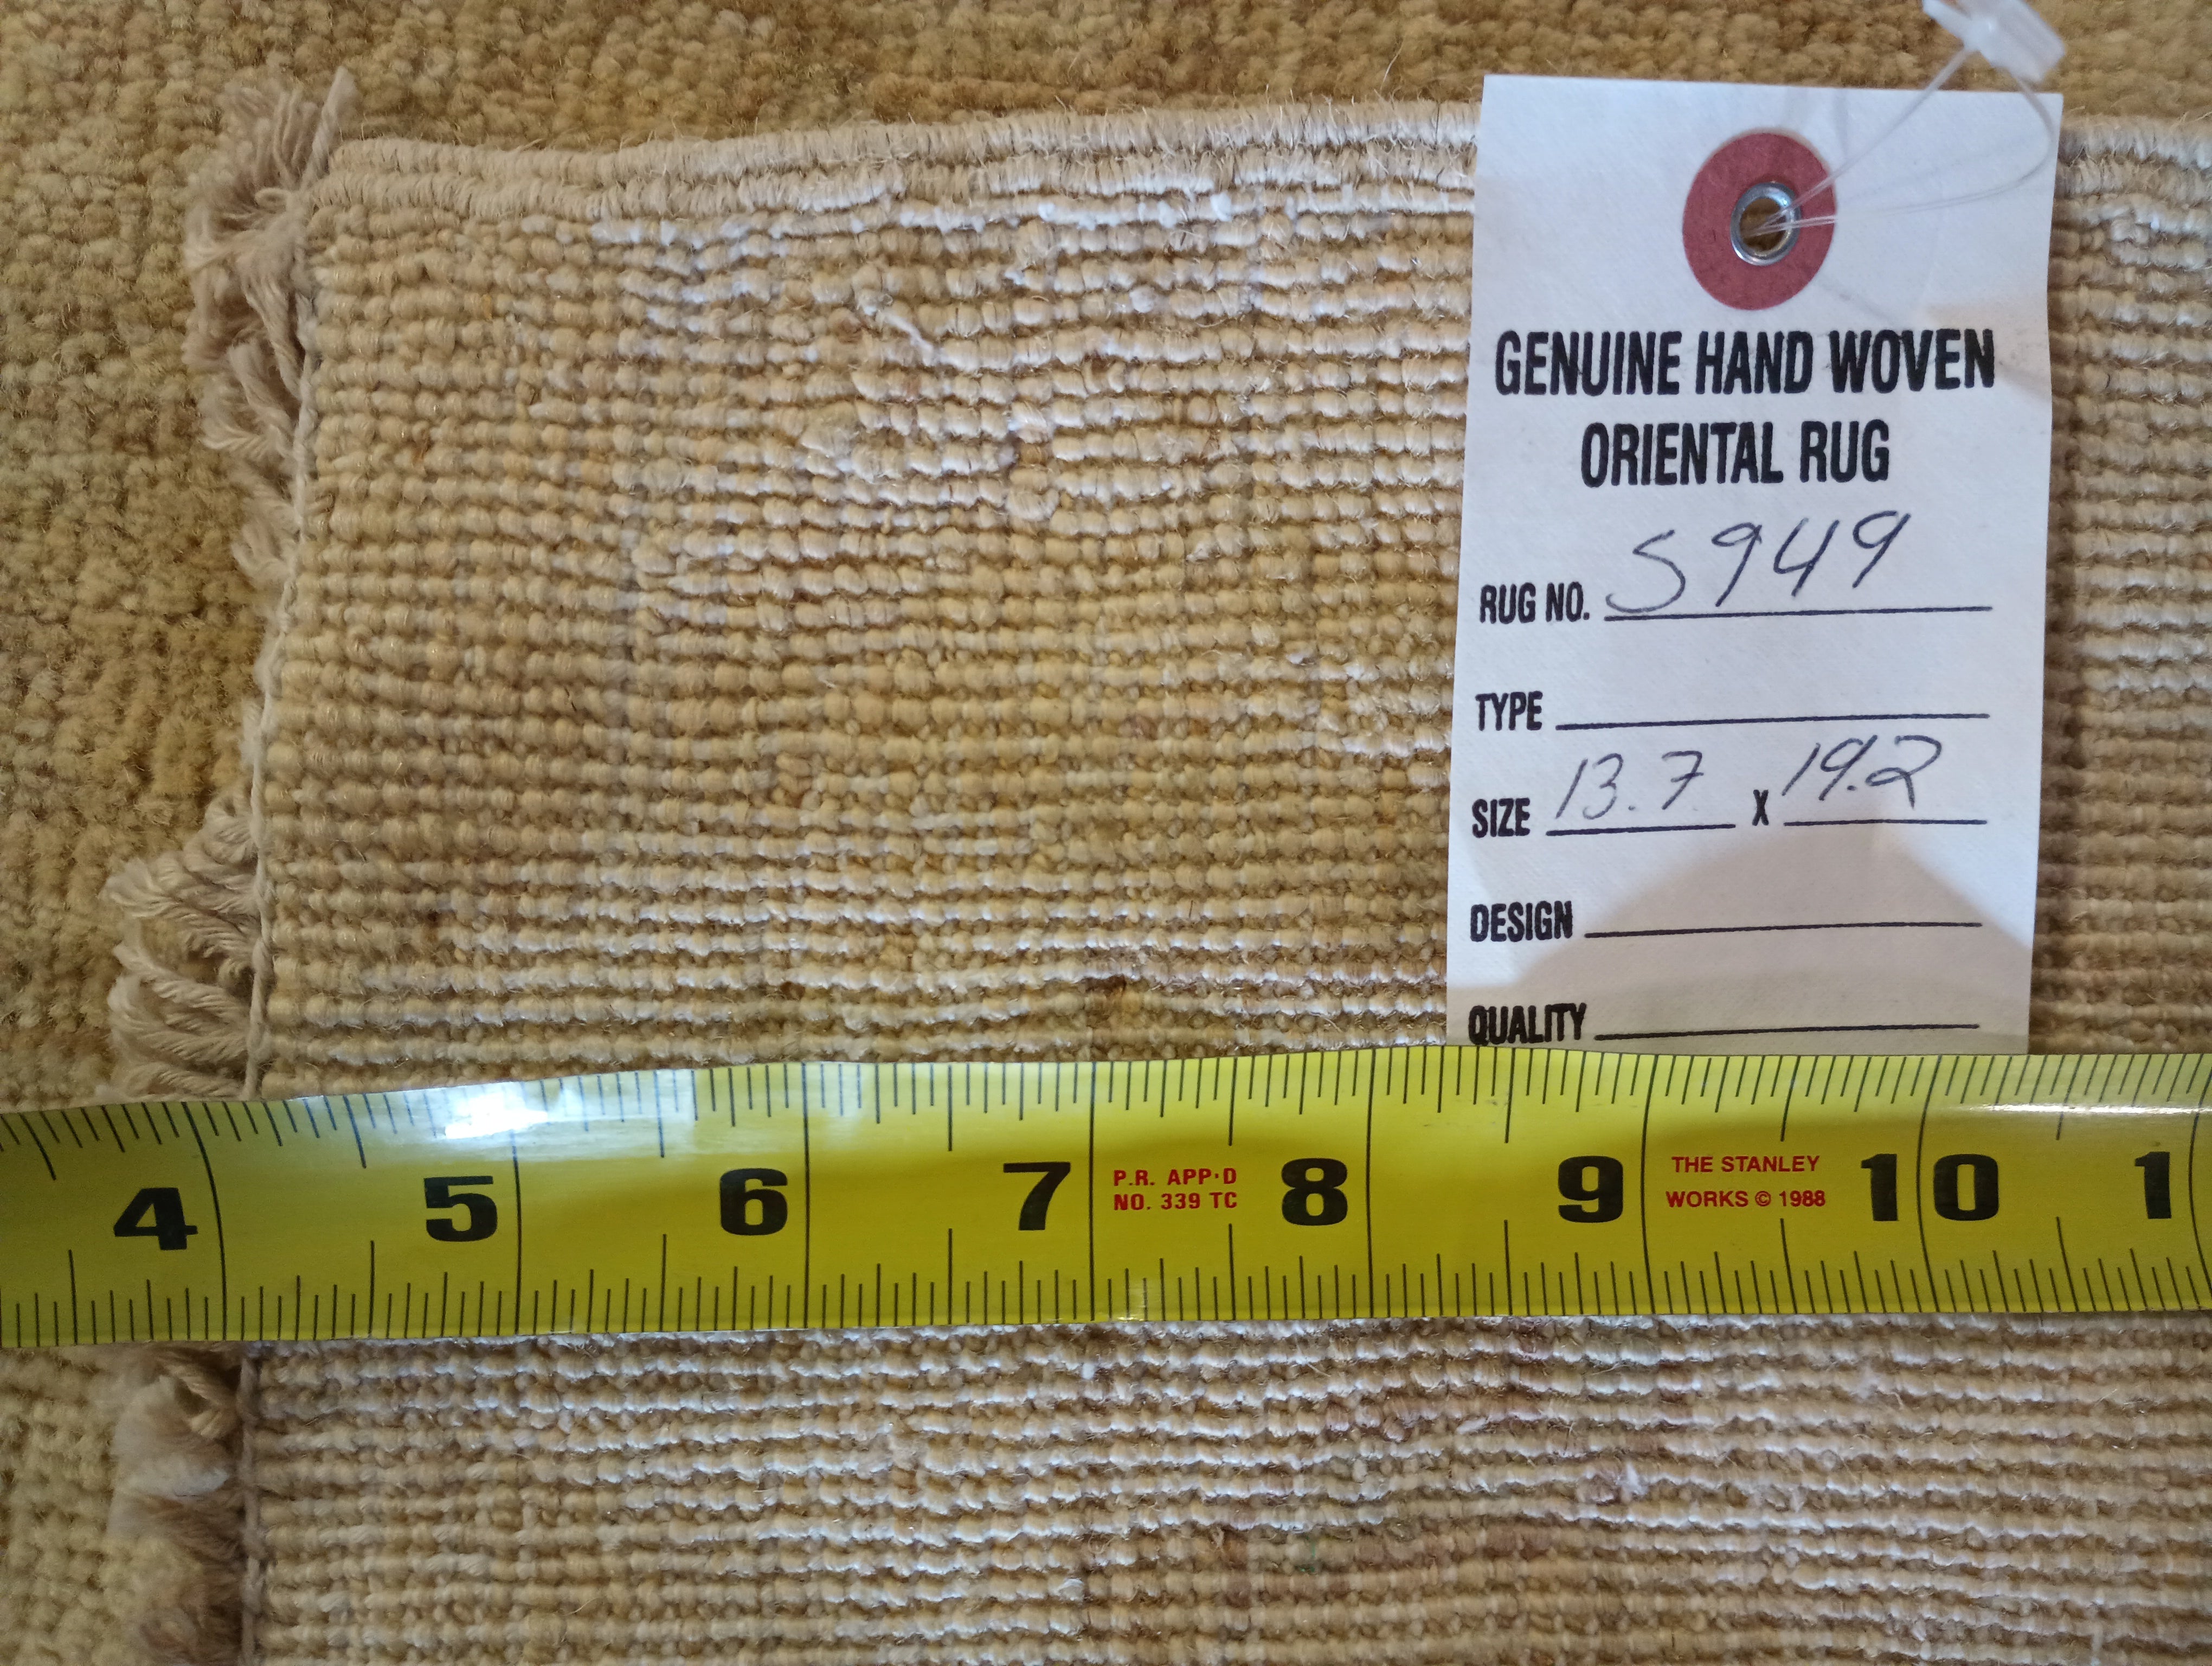 GENUINE HAND WOVEN
ORIENTAL RUG
RUG NO. S949
TYPE
SIZE 13.7 X 19.2
DESIGN
QUALITY
4 5 6 7 P.R. APP'D NO. 339 TC 8 9 THE STANLEY WORKS © 1988 10 1